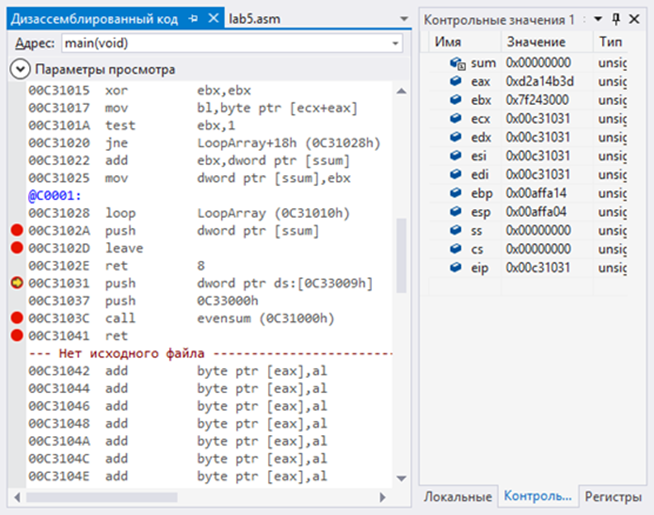 Дизассемблированный код lab5.asm
Адрес: main(void)
Параметры просмотра
00C31015 xor ebx,ebx
00C31017 mov bl,byte ptr [ecx+eax]
00C3101A test ebx,1
00C31020 jne LoopArray+18h (0C31028h)
00C31022 add ebx,dword ptr [ssum]
00C31025 mov dword ptr [ssum],ebx
@C0001:
00C31028 loop LoopArray (0C31010h)
00C3102A push dword ptr [ssum]
00C3102D leave
00C3102E ret 8
00C31031 push dword ptr ds:[0C33009h]
00C31037 push 0C33000h
00C3103C call evensum (0C31000h)
00C31041 ret
--- Нет исходного файла ---------------------------
00C31042 add byte ptr [eax],al
00C31044 add byte ptr [eax],al
00C31046 add byte ptr [eax],al
00C31048 add byte ptr [eax],al
00C3104A add byte ptr [eax],al
00C3104C add byte ptr [eax],al
00C3104E add byte ptr [eax],al
Контрольные значения 1
Имя Значение Тип
sum 0x00000000 unsig
eax 0xd2a14b3d unsig
ebx 0x7f243000 unsig
ecx 0x00c31031 unsig
edx 0x00c31031 unsig
esi 0x00c31031 unsig
edi 0x00c31031 unsig
ebp 0x00affa14 unsig
esp 0x00affa04 unsig
ss 0x00000000 unsig
cs 0x00000000 unsig
eip 0x00c31031 unsig
Локальные Контроль... Регистры